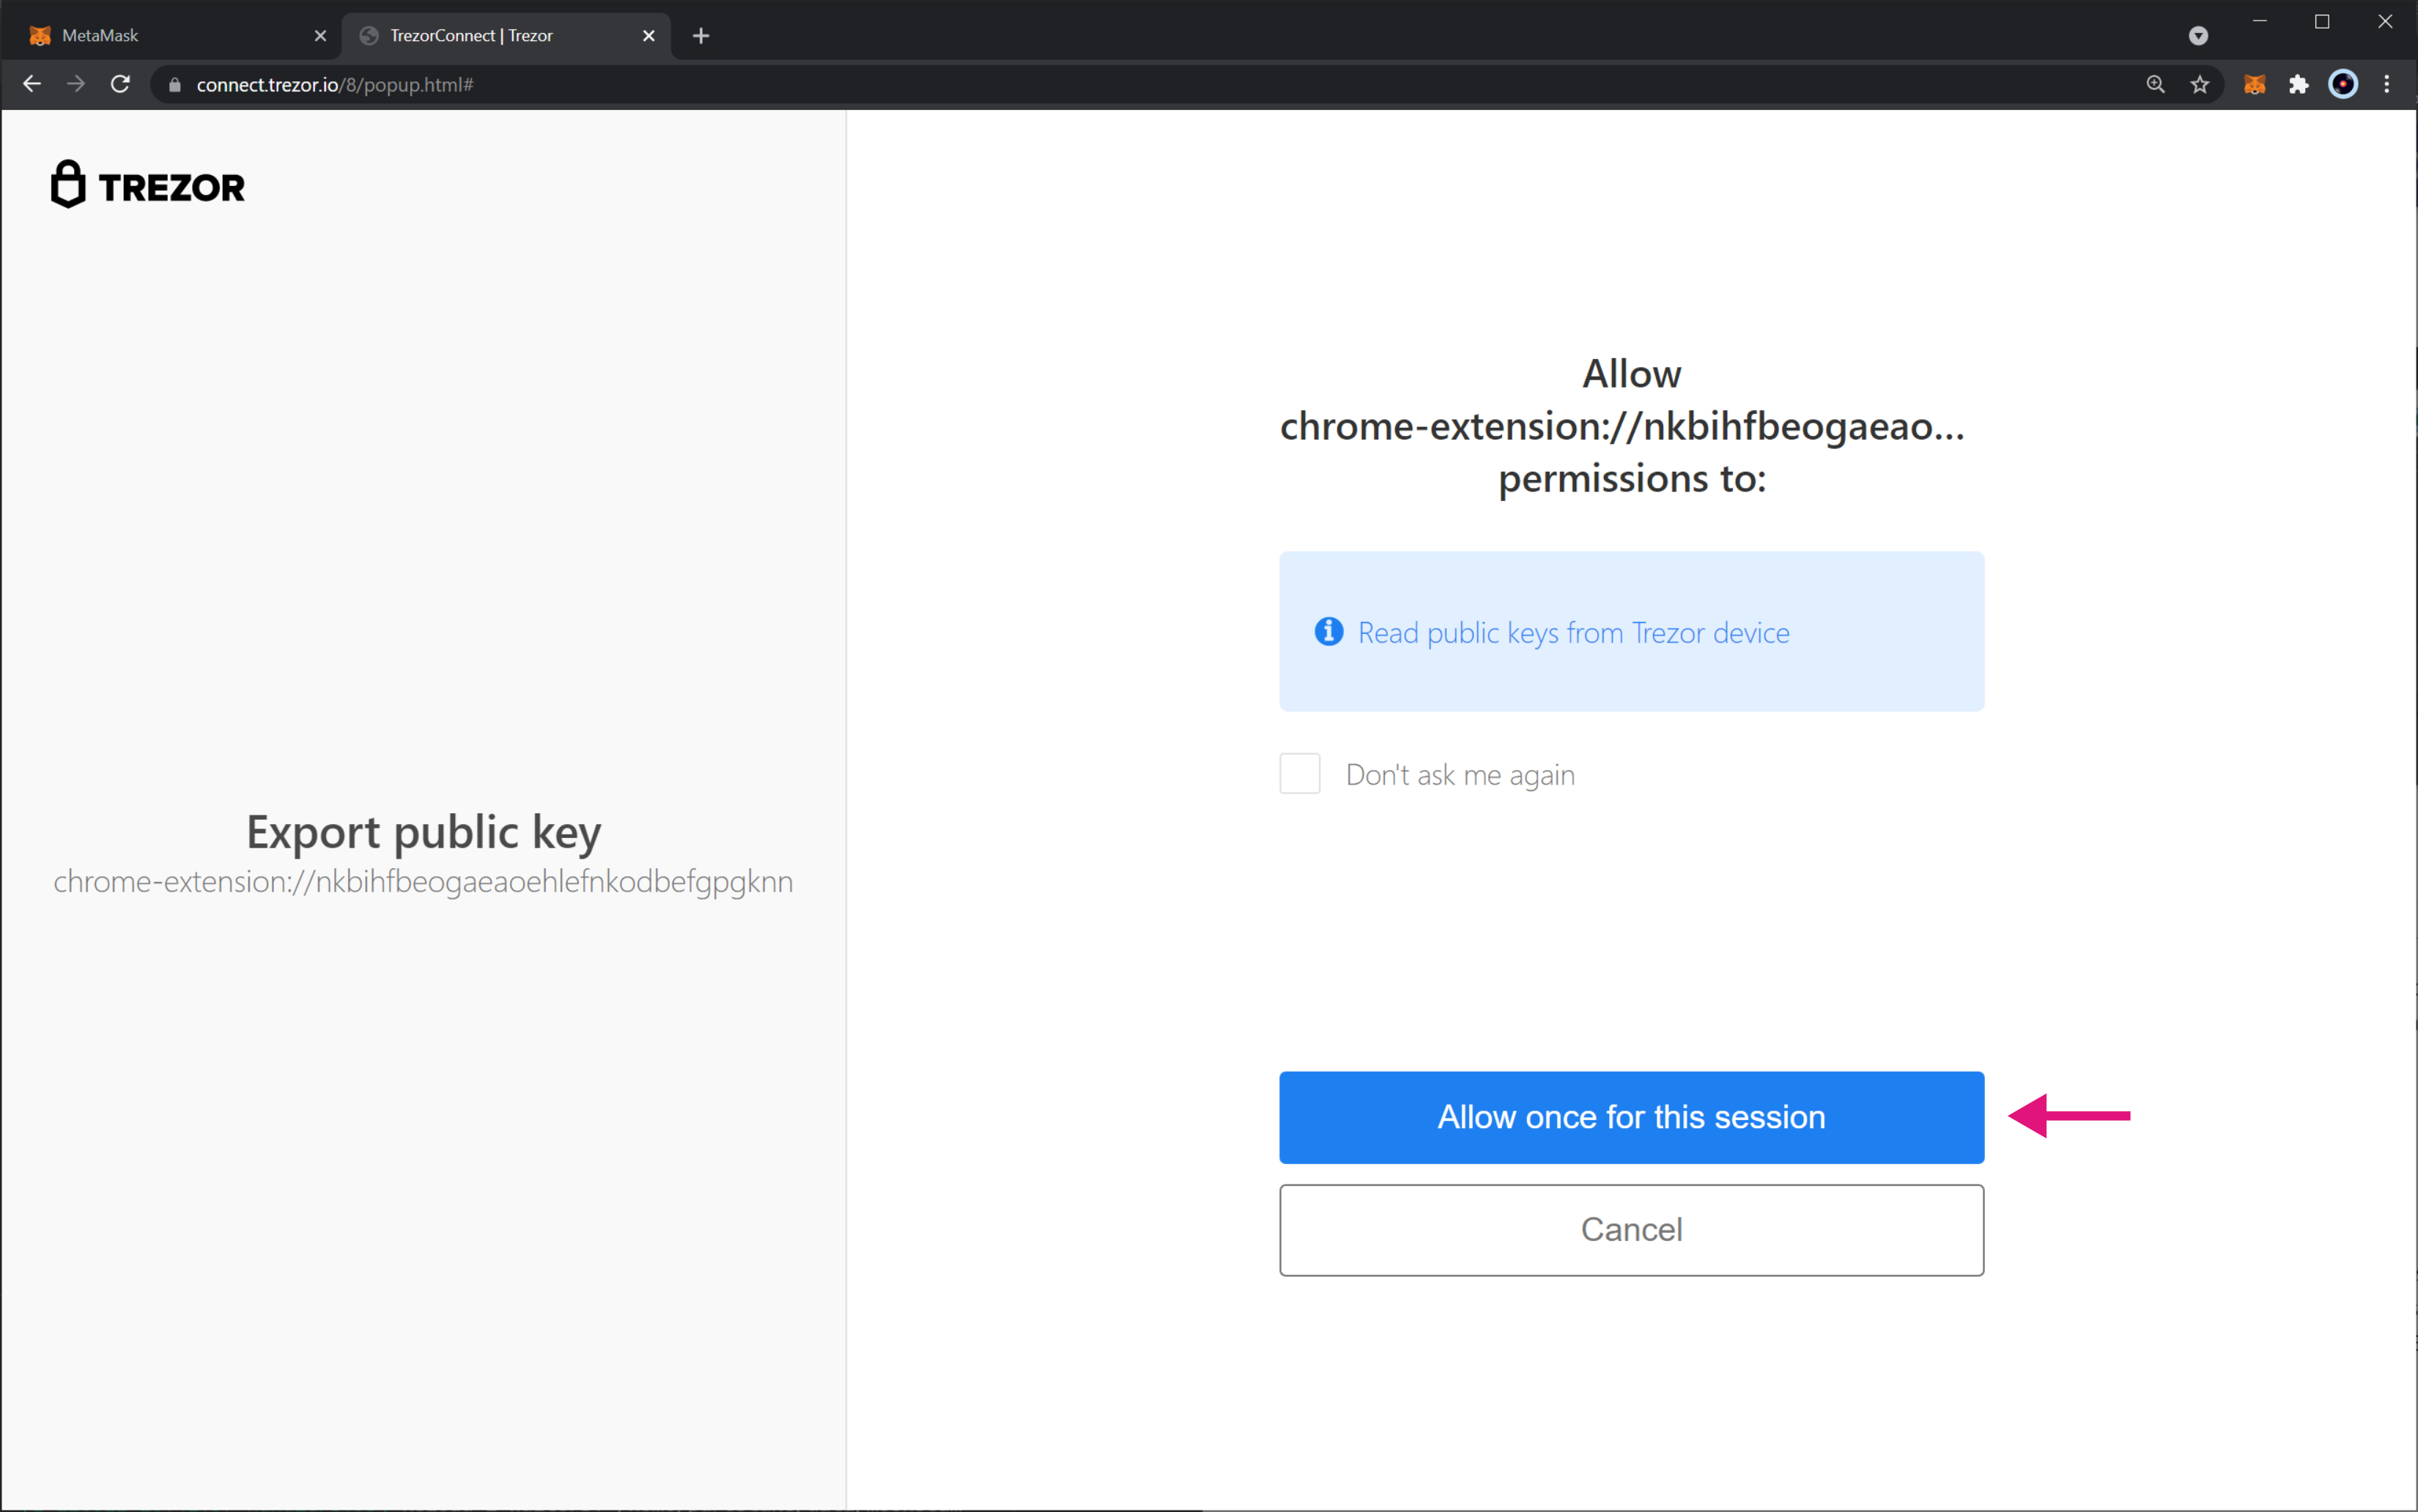 MetaMask
TrezorConnect | Trezor
connect.trezor.io/8/popup.html#
TREZOR
Export public key
chrome-extension://nkbihfbeogaeaoehlefnkodbefgpgknn
Allow
chrome-extension://nkbihfbeogaeao...
permissions to:
Read public keys from Trezor device
Don't ask me again
Allow once for this session
Cancel